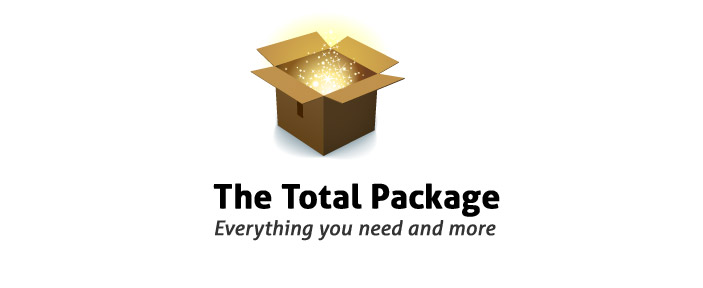 The Total Package
Everything you need and more